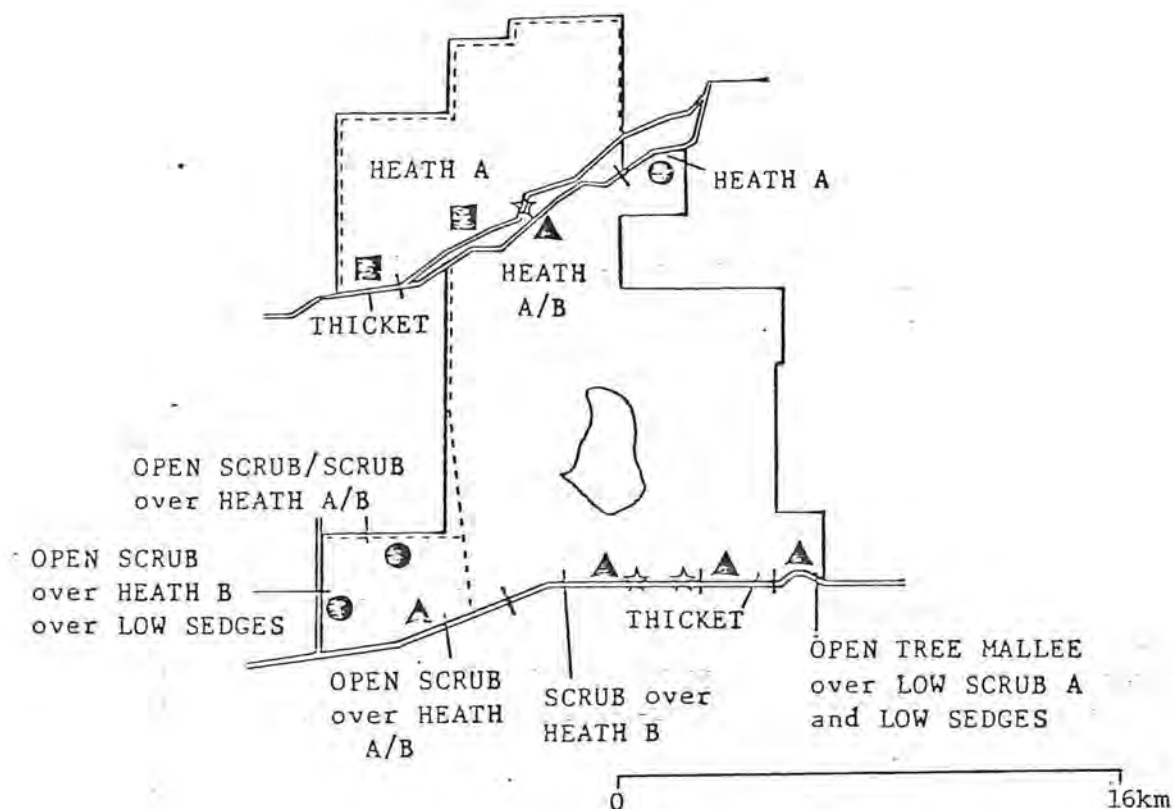 HEATH A
HEATH A
HEATH
A/B
THICKET
OPEN SCRUB/SCRUB
over HEATH A/B
OPEN SCRUB
over HEATH B
over LOW SEDGES
THICKET
OPEN SCRUB
over HEATH
A/B
SCRUB over
HEATH B
OPEN TREE MALLEE
over LOW SCRUB A
and LOW SEDGES
0
16km